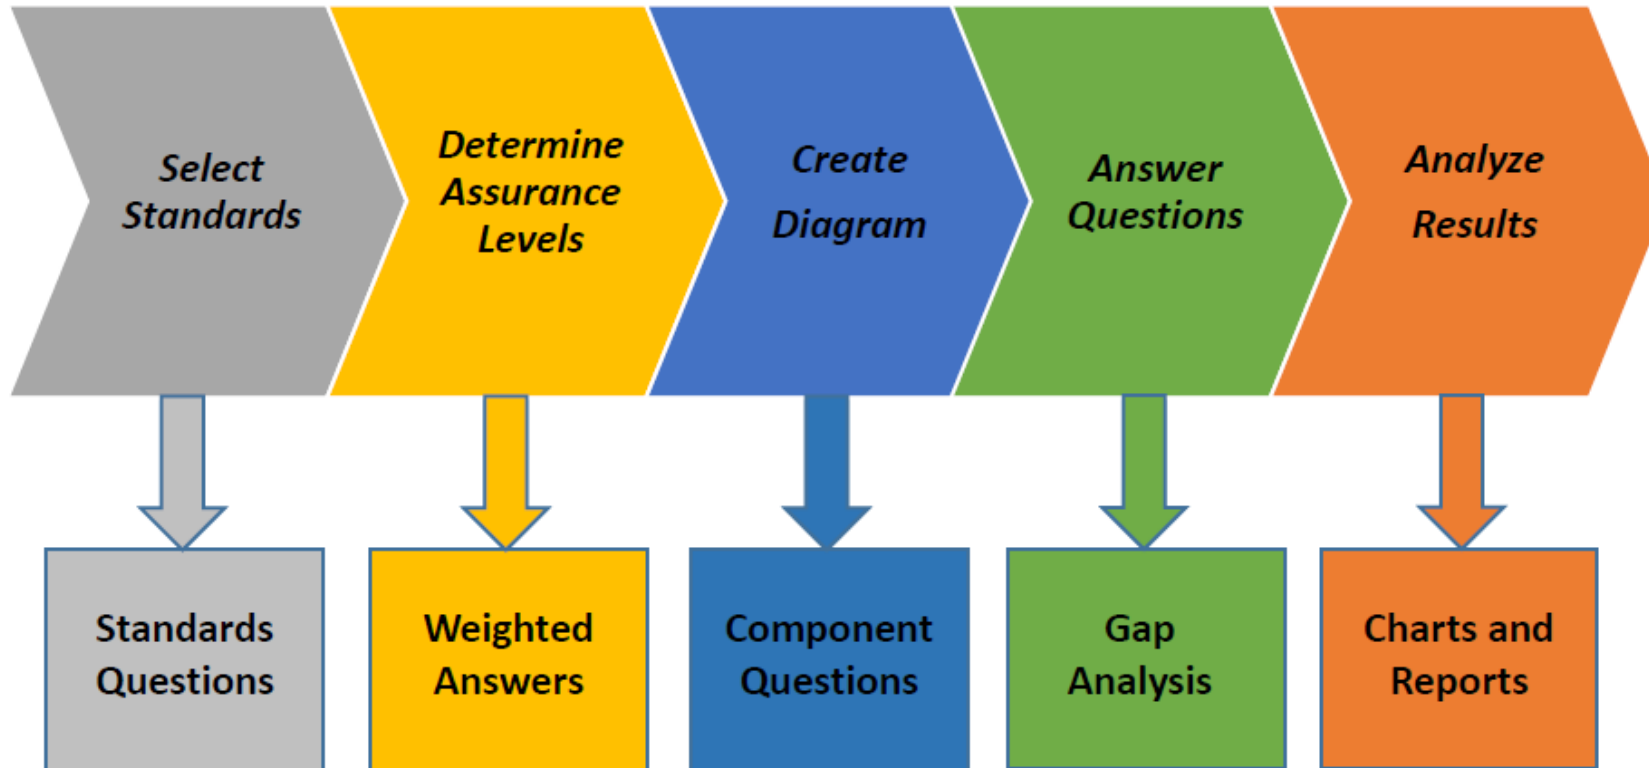 Select
Standards
Determine
Assurance
Levels
Create
Diagram
Answer
Questions
Analyze
Results
Standards
Questions
Weighted
Answers
Component
Questions
Gap
Analysis
Charts and
Reports